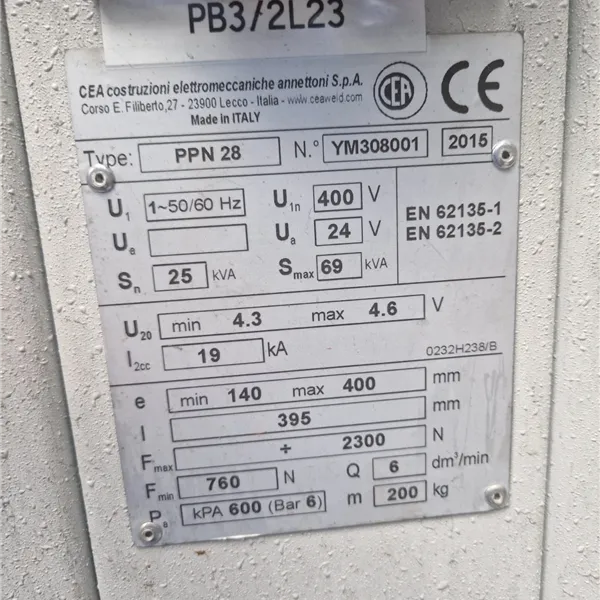 PB3/2L23
CEA costruzioni elettromeccaniche annettoni S.p.A.
Corso E. Filiberto,27 - 23900 Lecco - Italia - www.ceaweld.com
Made in ITALY
CEA
CE
Type: PPN 28 N.° YM308001 2015
U1 1~50/60 Hz U1n 400 V
Ue Ua 24 V
Sn 25 kVA Smax 69 kVA
EN 62135-1
EN 62135-2
U20 min 4.3 max 4.6 V
I2cc 19 kA
0232H238/B
e min 140 max 400 mm
l 395 mm
Fmax ÷ 2300 N
Fmin 760 N Q 6 dm³/min
Pa kPA 600 (Bar 6) m 200 kg